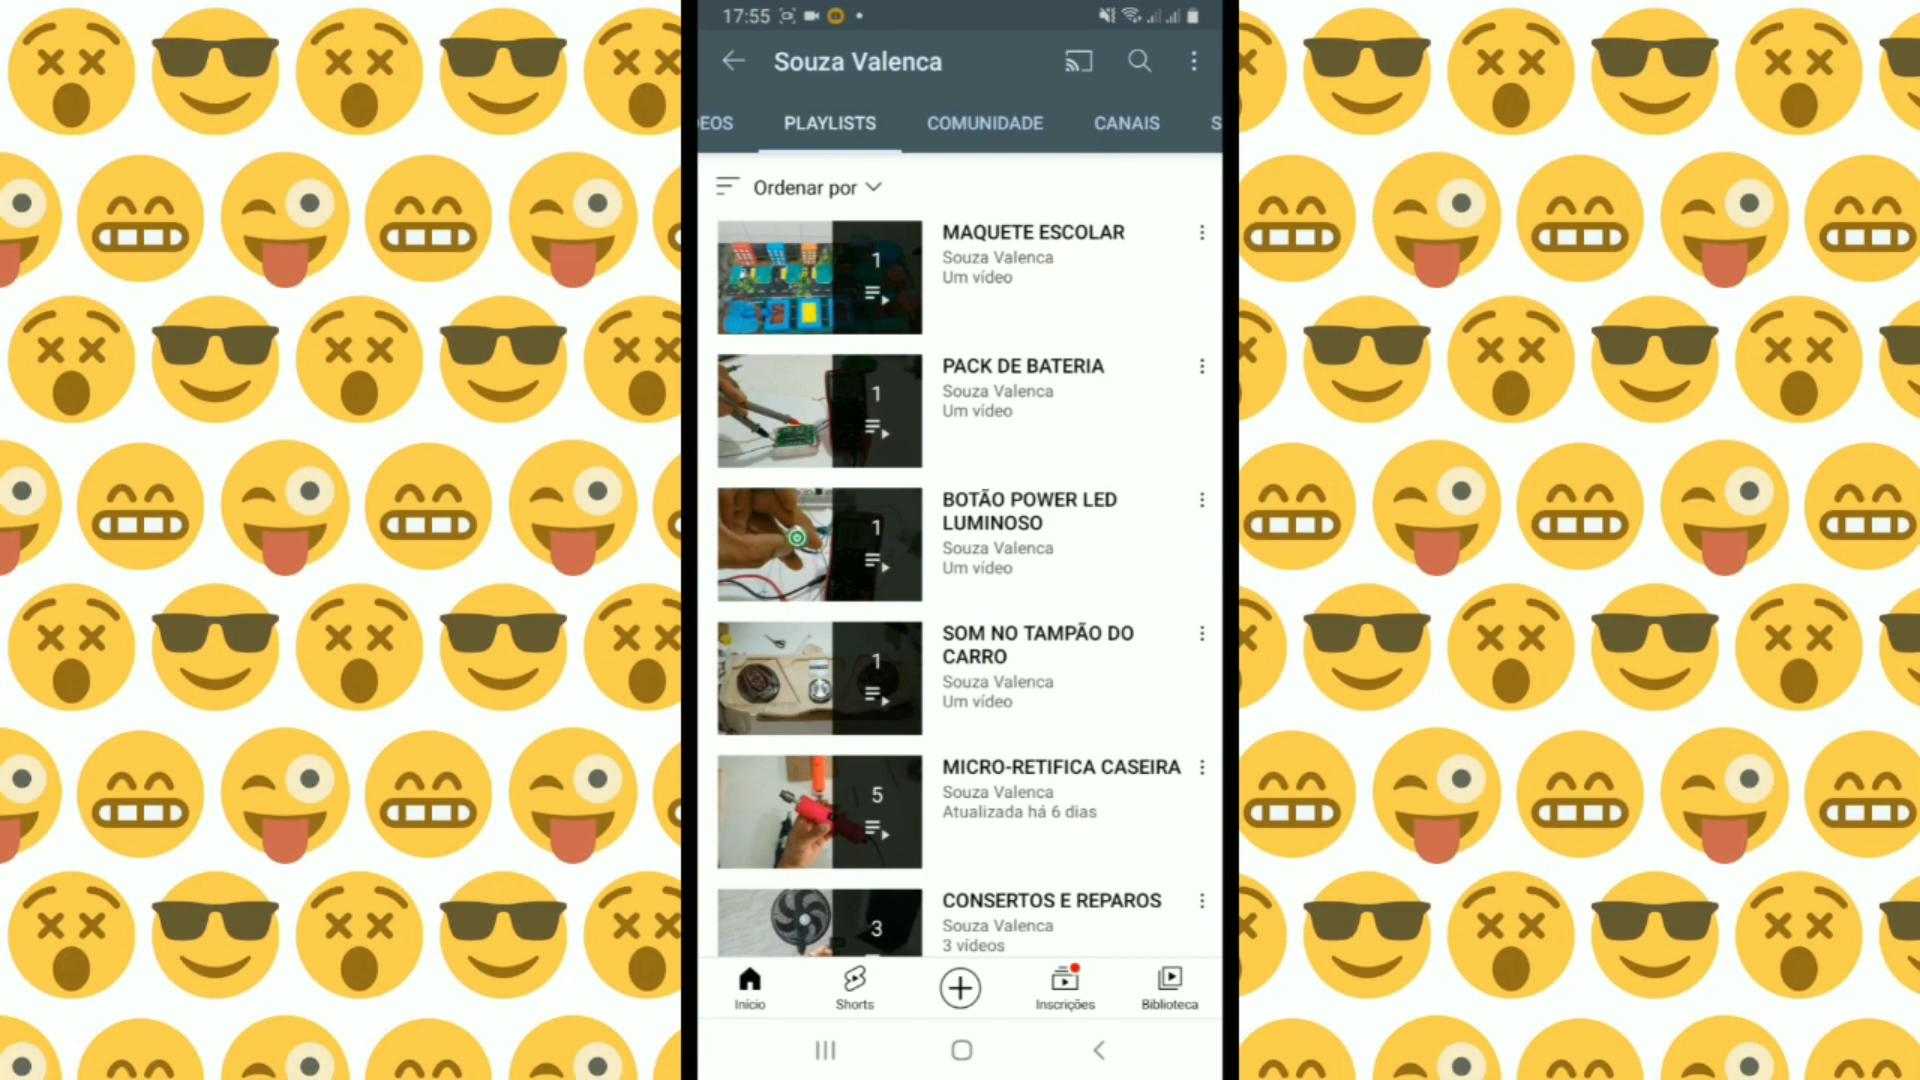 17:55
Souza Valenca
EOS PLAYLISTS COMUNIDADE CANAIS S
Ordenar por
1
MAQUETE ESCOLAR
Souza Valenca
Um vídeo
1
PACK DE BATERIA
Souza Valenca
Um vídeo
1
BOTÃO POWER LED
LUMINOSO
Souza Valenca
Um vídeo
1
SOM NO TAMPÃO DO
CARRO
Souza Valenca
Um vídeo
5
MICRO-RETIFICA CASEIRA
Souza Valenca
Atualizada há 6 dias
3
CONSERTOS E REPAROS
Souza Valenca
3 vídeos
Início Shorts Inscrições Biblioteca